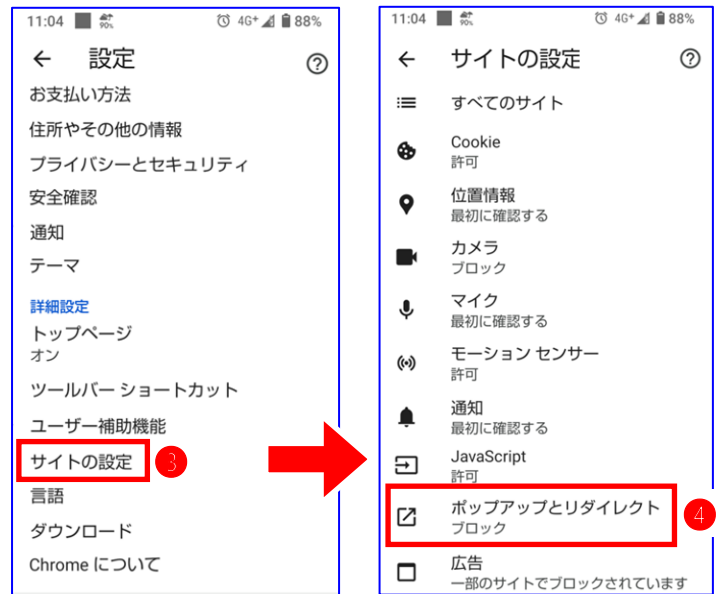 11:04 90% 4G+ 88%
設定
お支払い方法
住所やその他の情報
プライバシーとセキュリティ
安全確認
通知
テーマ
詳細設定
トップページ
オン
ツールバー ショートカット
ユーザー補助機能
サイトの設定 3
言語
ダウンロード
Chrome について
11:04 90% 4G+ 88%
サイトの設定
すべてのサイト
Cookie
許可
位置情報
最初に確認する
カメラ
ブロック
マイク
最初に確認する
モーション センサー
許可
通知
最初に確認する
JavaScript
許可
ポップアップとリダイレクト
ブロック
4
広告
一部のサイトでブロックされています